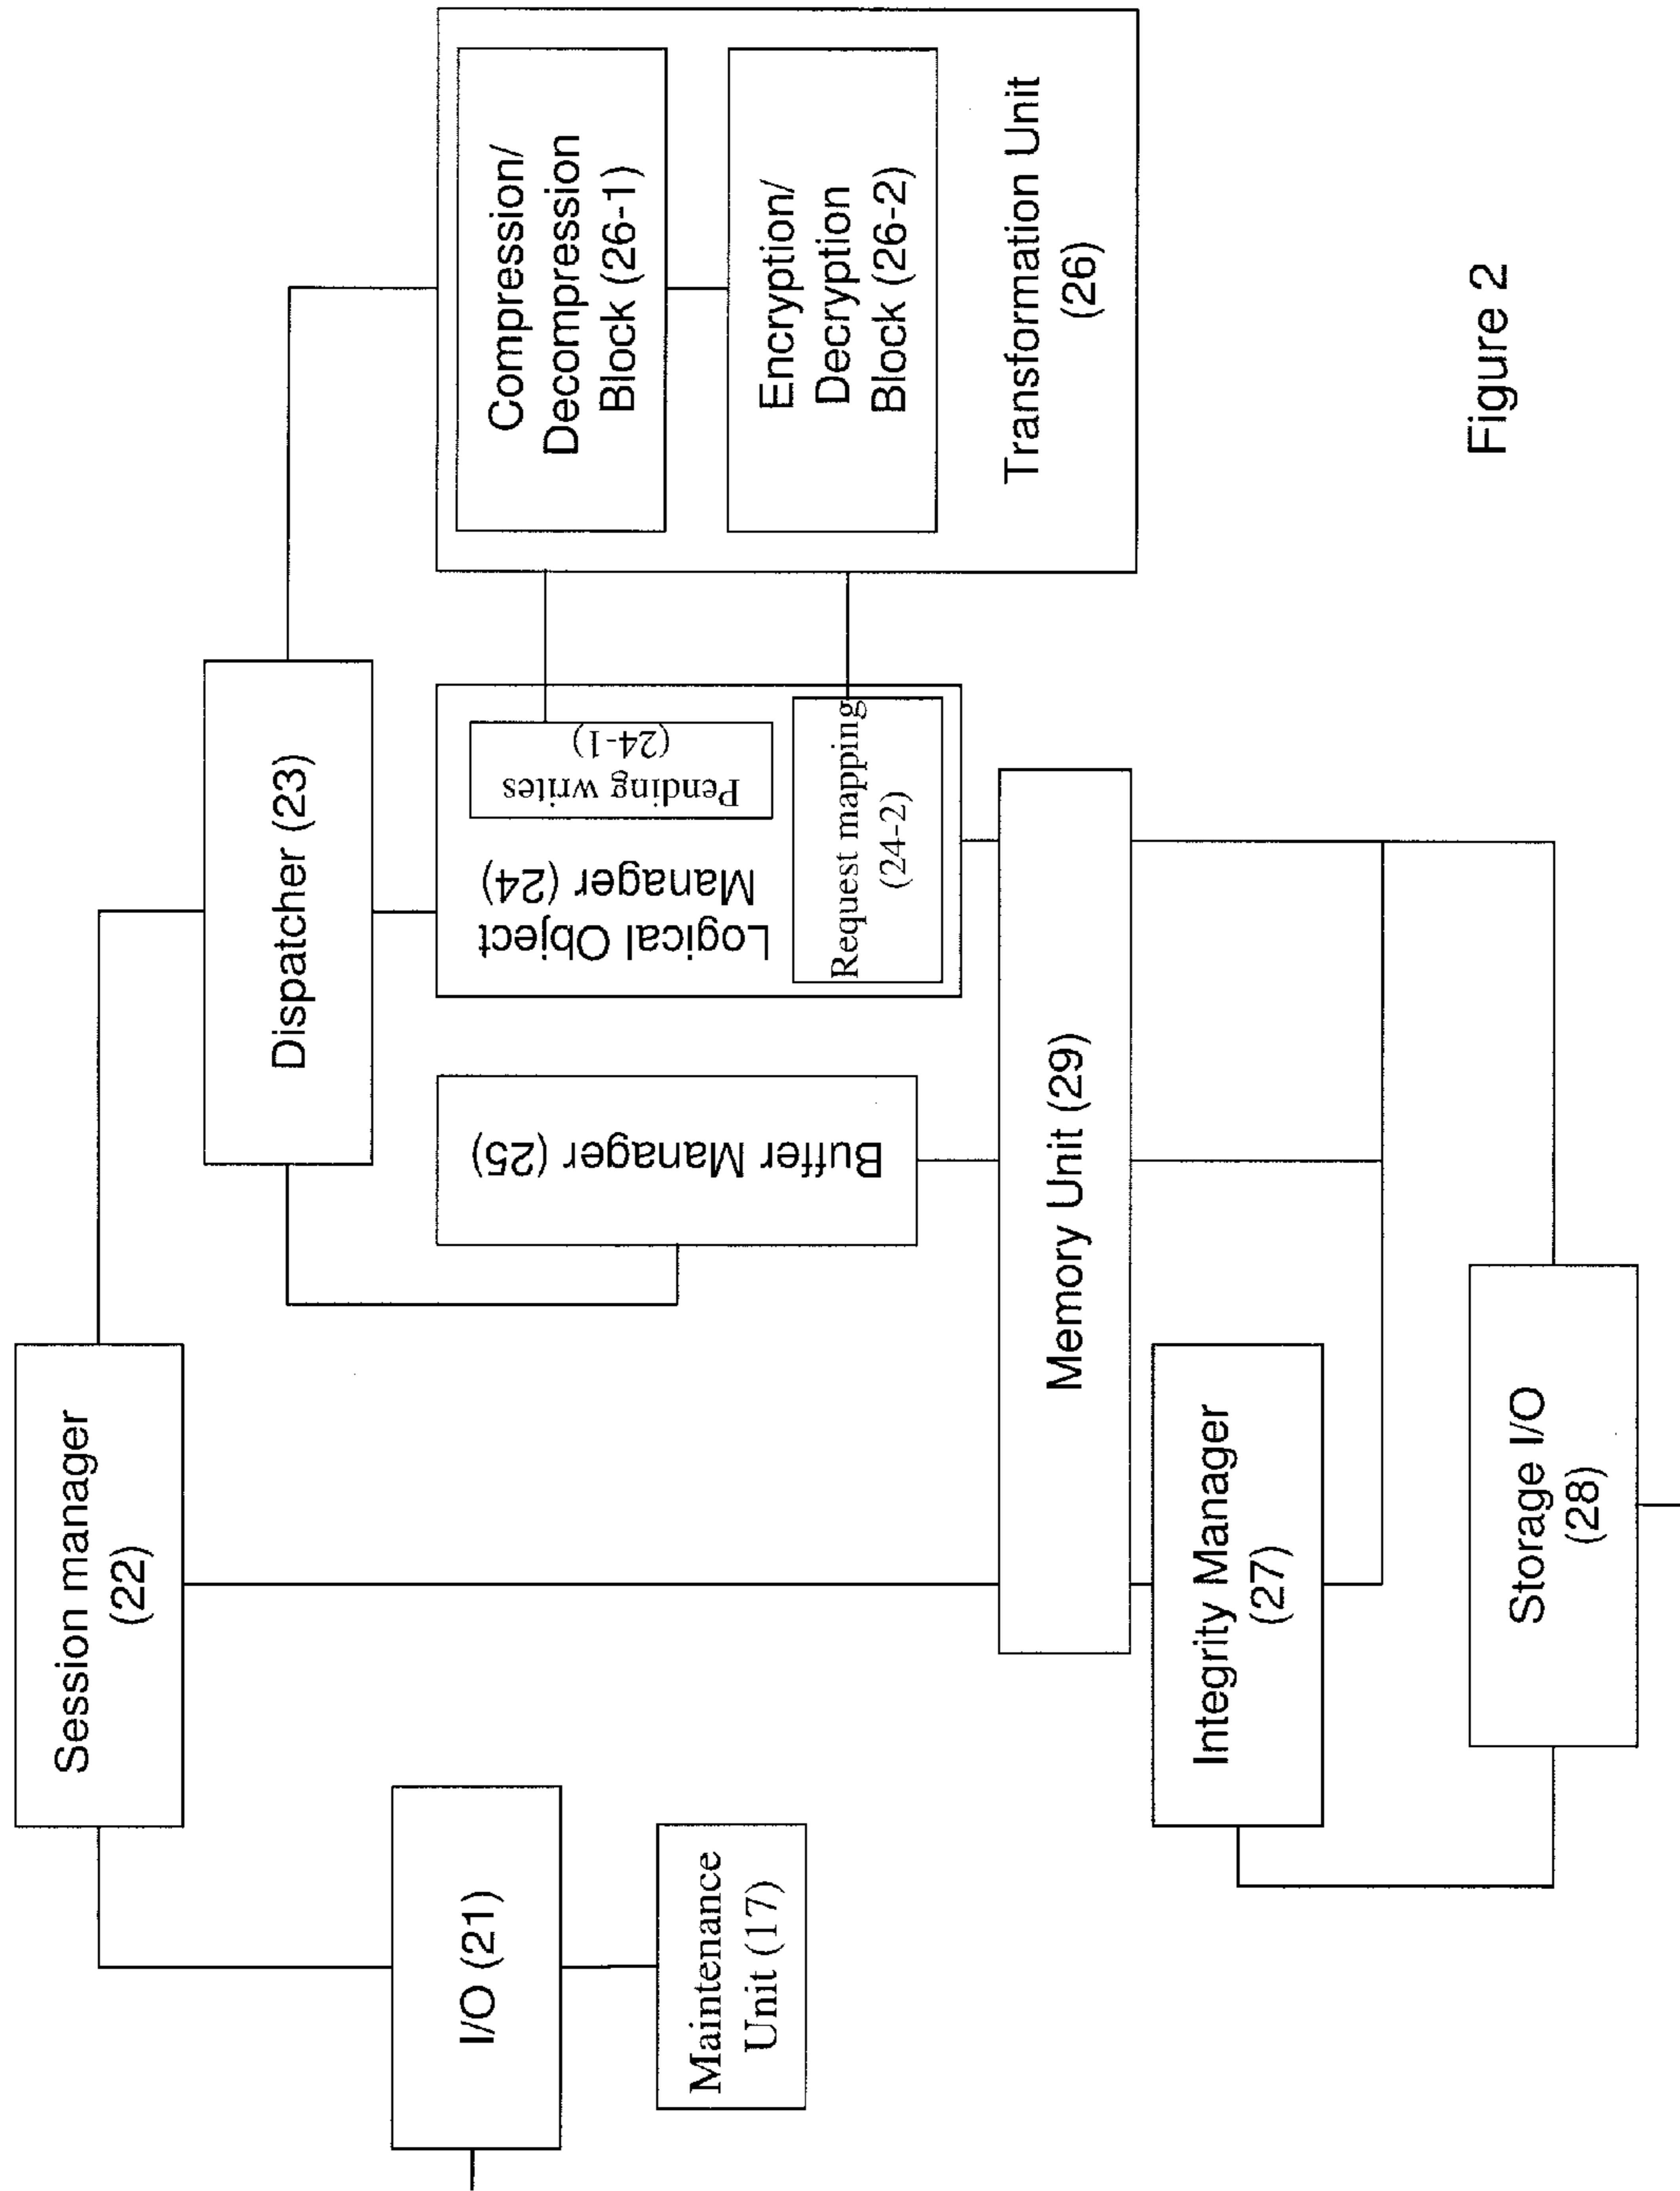 Session manager
(22)
I/O (21)
Maintenance
Unit (17)
Dispatcher (23)
Buffer Manager (25)
Logical Object
Manager (24)
Pending writes
(24-1)
Request mapping
(24-2)
Compression/
Decompression
Block (26-1)
Encryption/
Decryption
Block (26-2)
Transformation Unit
(26)
Memory Unit (29)
Integrity Manager
(27)
Storage I/O
(28)
Figure 2